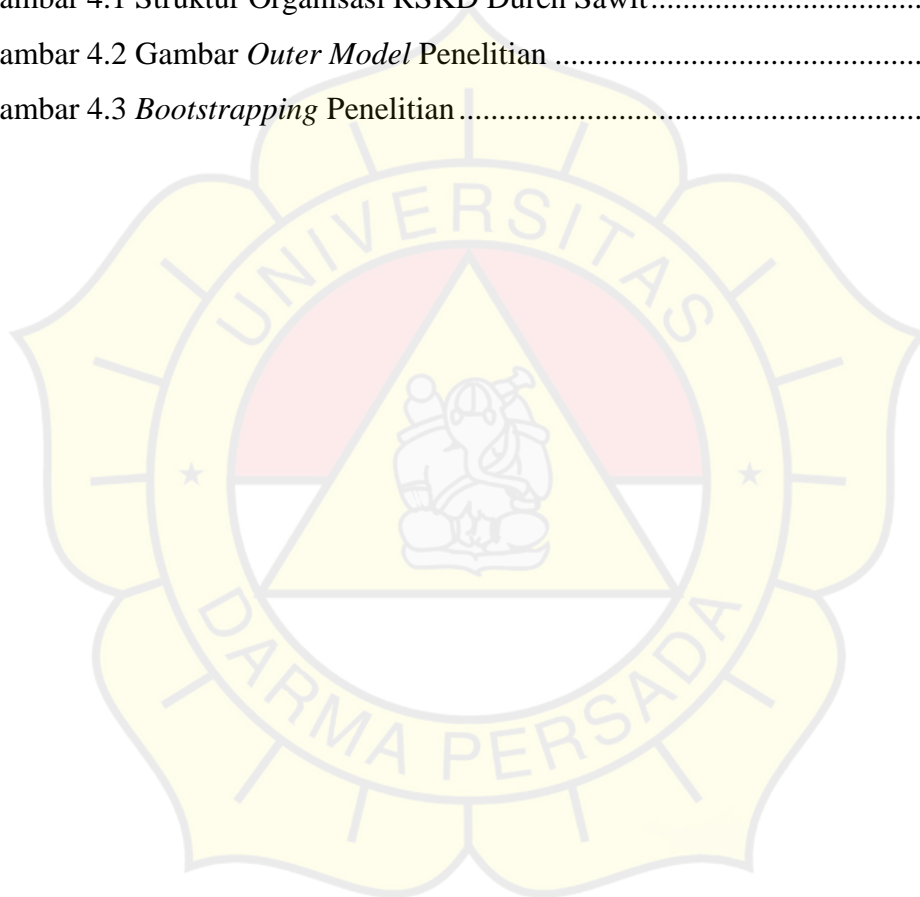 ambar 4.1 Struktur Organisasi RSKD Duren Sawit........................................
ambar 4.2 Gambar Outer Model Penelitian ........................................
ambar 4.3 Bootstrapping Penelitian........................................
UNIVERSITAS
DARMA PERSADA